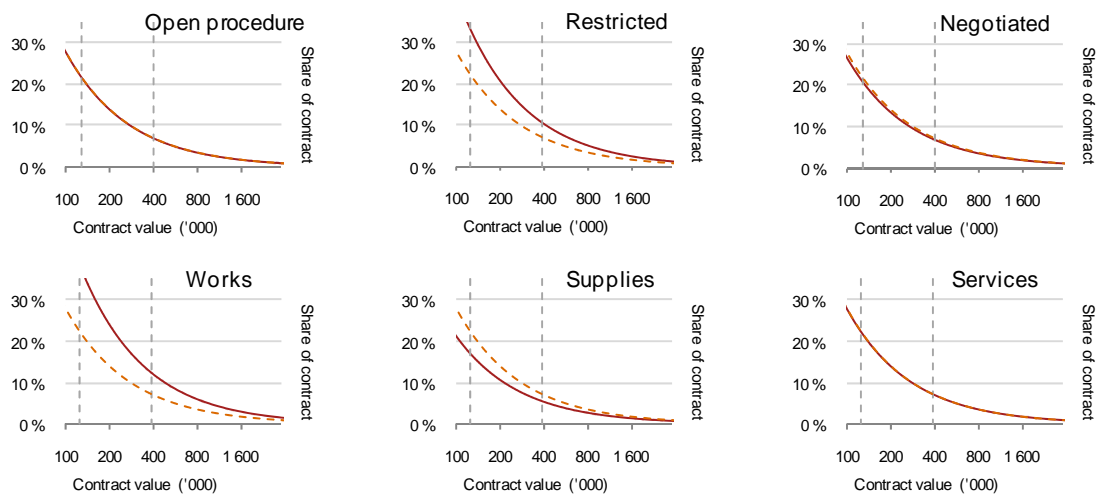 Open procedure
30 %
20 %
10 %
0 %
100 200 400 800 1 600
Contract value ('000)
Share of contract
Restricted
30 %
20 %
10 %
0 %
100 200 400 800 1 600
Contract value ('000)
Share of contract
Negotiated
30 %
20 %
10 %
0 %
100 200 400 800 1 600
Contract value ('000)
Share of contract
Works
30 %
20 %
10 %
0 %
100 200 400 800 1 600
Contract value ('000)
Share of contract
Supplies
30 %
20 %
10 %
0 %
100 200 400 800 1 600
Contract value ('000)
Share of contract
Services
30 %
20 %
10 %
0 %
100 200 400 800 1 600
Contract value ('000)
Share of contract